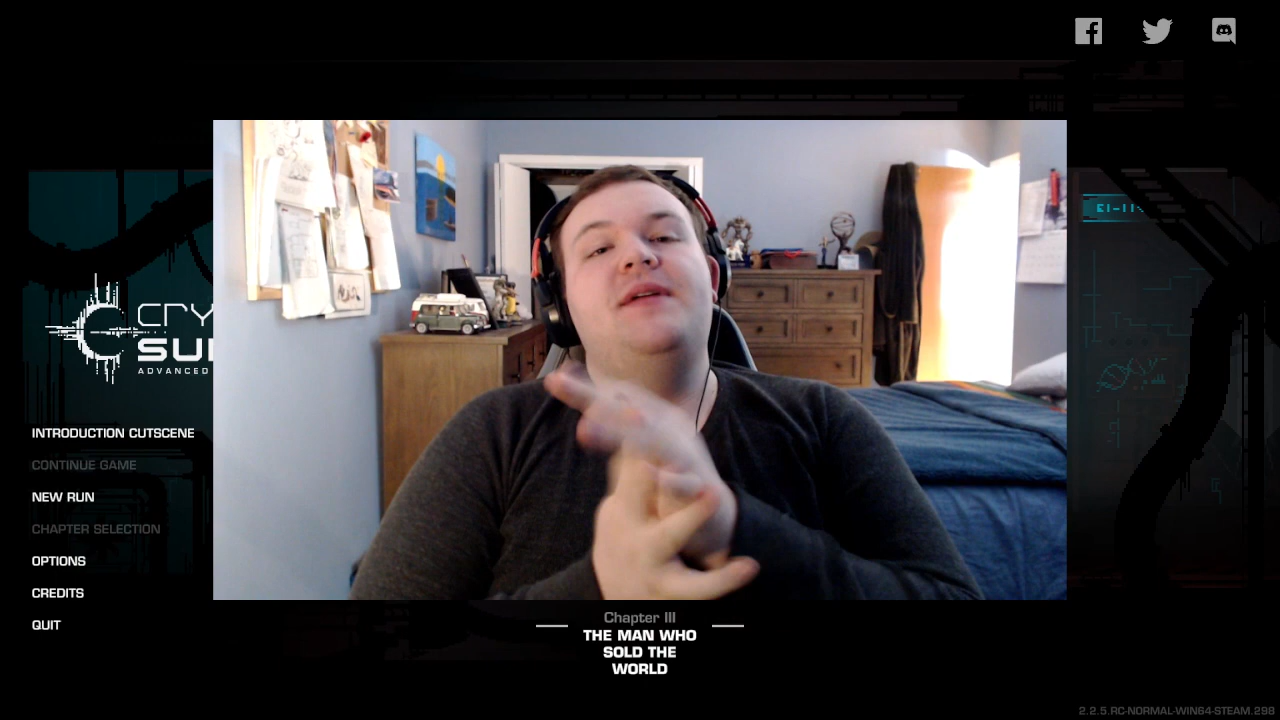 CRY
SUI
ADVANCED
INTRODUCTION CUTSCENE
CONTINUE GAME
NEW RUN
CHAPTER SELECTION
OPTIONS
CREDITS
QUIT
Chapter III
THE MAN WHO
SOLD THE
WORLD
2.2.5.RC-NORMAL-WIN64-STEAM.298